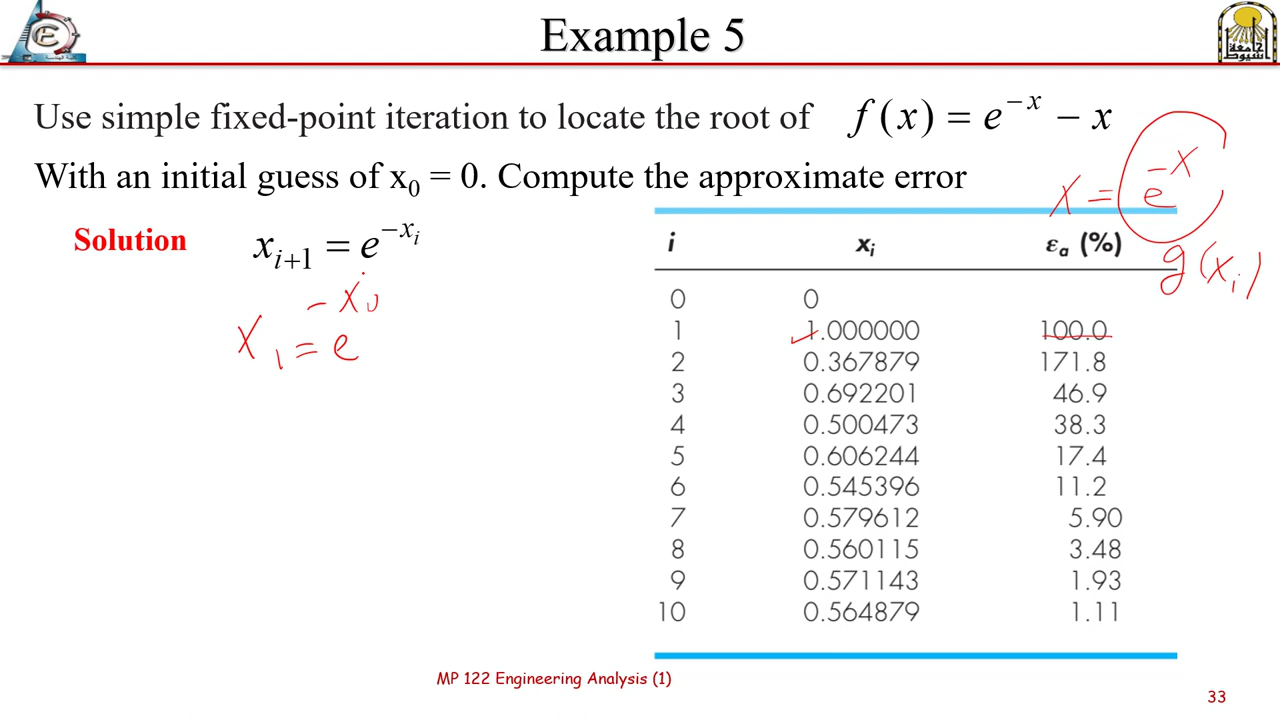 Example 5
Use simple fixed-point iteration to locate the root of f(x) = e^{-x} - x
With an initial guess of x₀ = 0. Compute the approximate error
x = e^{-x}
g(x_i)
Solution x_{i+1} = e^{-x_i}
x₁ = e^{-x₀}
i x_i ε_a (%)
0 0
1 1.000000 100.0
2 0.367879 171.8
3 0.692201 46.9
4 0.500473 38.3
5 0.606244 17.4
6 0.545396 11.2
7 0.579612 5.90
8 0.560115 3.48
9 0.571143 1.93
10 0.564879 1.11
MP 122 Engineering Analysis (1)
33